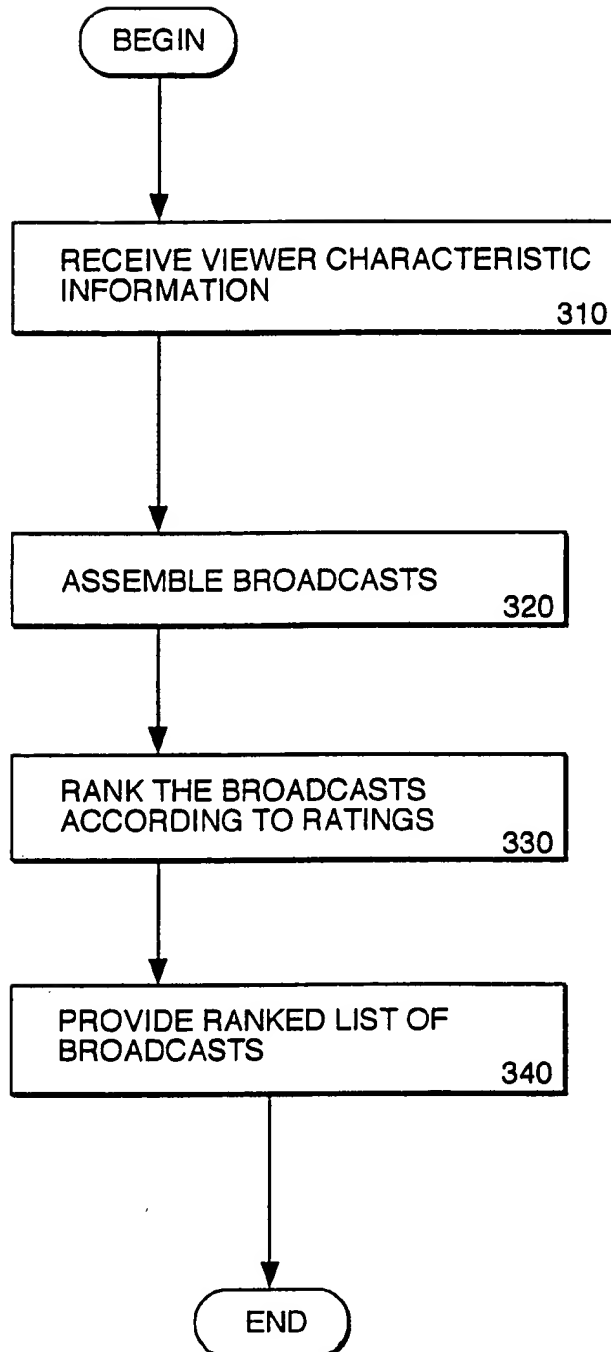 BEGIN
RECEIVE VIEWER CHARACTERISTIC
INFORMATION
310
ASSEMBLE BROADCASTS
320
RANK THE BROADCASTS
ACCORDING TO RATINGS
330
PROVIDE RANKED LIST OF
BROADCASTS
340
END